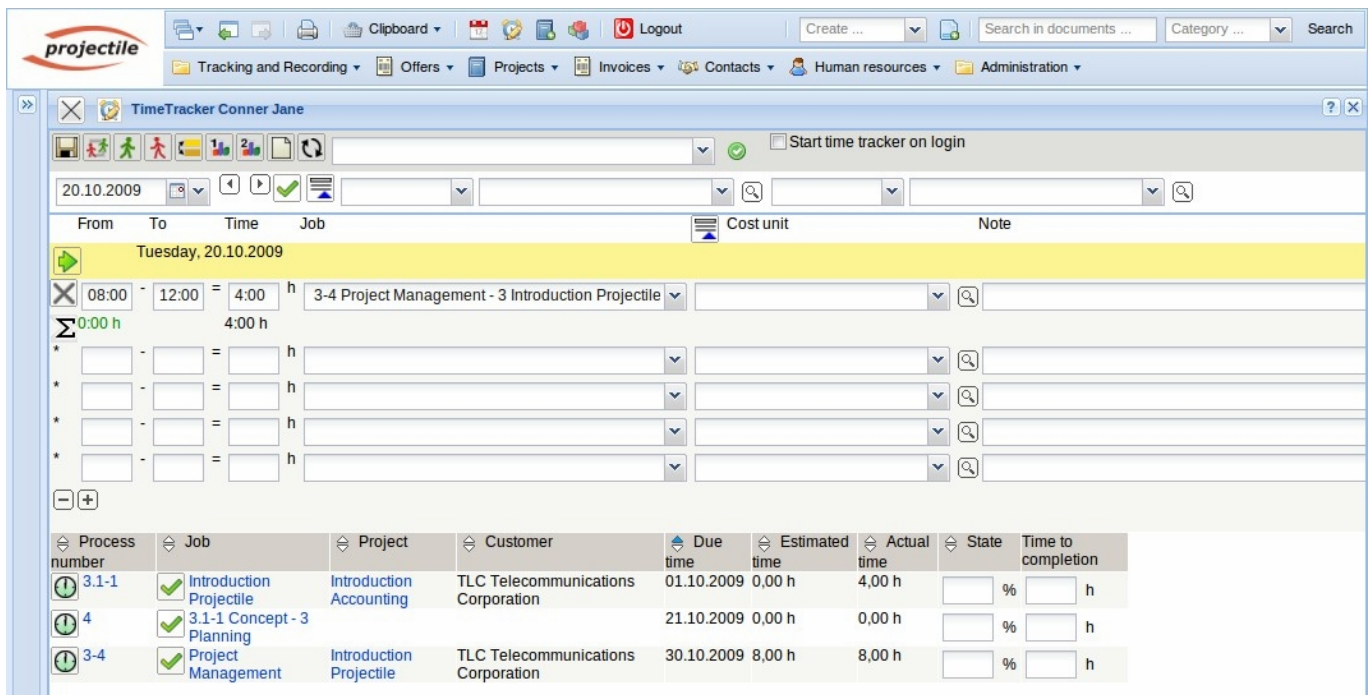 projectile
Clipboard
Logout
Create ...
Search in documents ...
Category ...
Search
Tracking and Recording
Offers
Projects
Invoices
Contacts
Human resources
Administration
TimeTracker Conner Jane
Start time tracker on login
20.10.2009
From To Time Job Cost unit Note
Tuesday, 20.10.2009
08:00 - 12:00 = 4:00 h 3-4 Project Management - 3 Introduction Projectile
Σ 0:00 h 4:00 h
* - = h
* - = h
* - = h
* - = h
Process number Job Project Customer Due time Estimated time Actual time State Time to completion
3.1-1 Introduction Projectile Introduction Accounting TLC Telecommunications Corporation 01.10.2009 0,00 h 4,00 h % h
4 3.1-1 Concept - 3 Planning 21.10.2009 0,00 h 0,00 h % h
3-4 Project Management Introduction Projectile TLC Telecommunications Corporation 30.10.2009 8,00 h 8,00 h % h